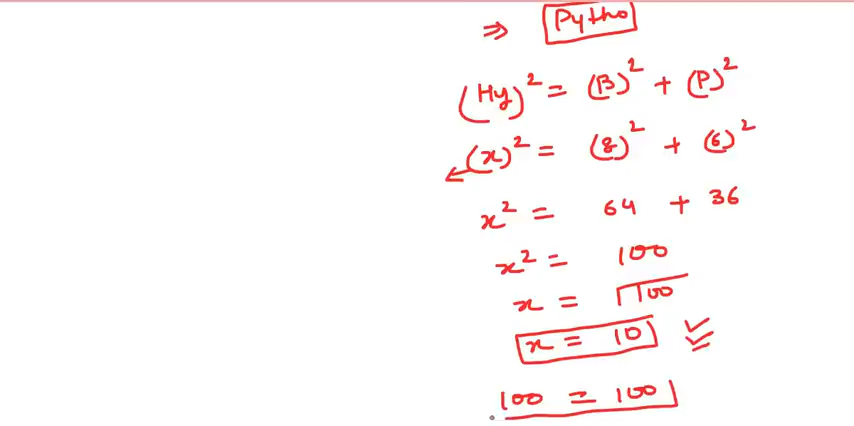 ⇒ Pytho
(Hy)² = (B)² + (P)²
(x)² = (8)² + (6)²
x² = 64 + 36
x² = 100
x = √100
x = 10
100 = 100